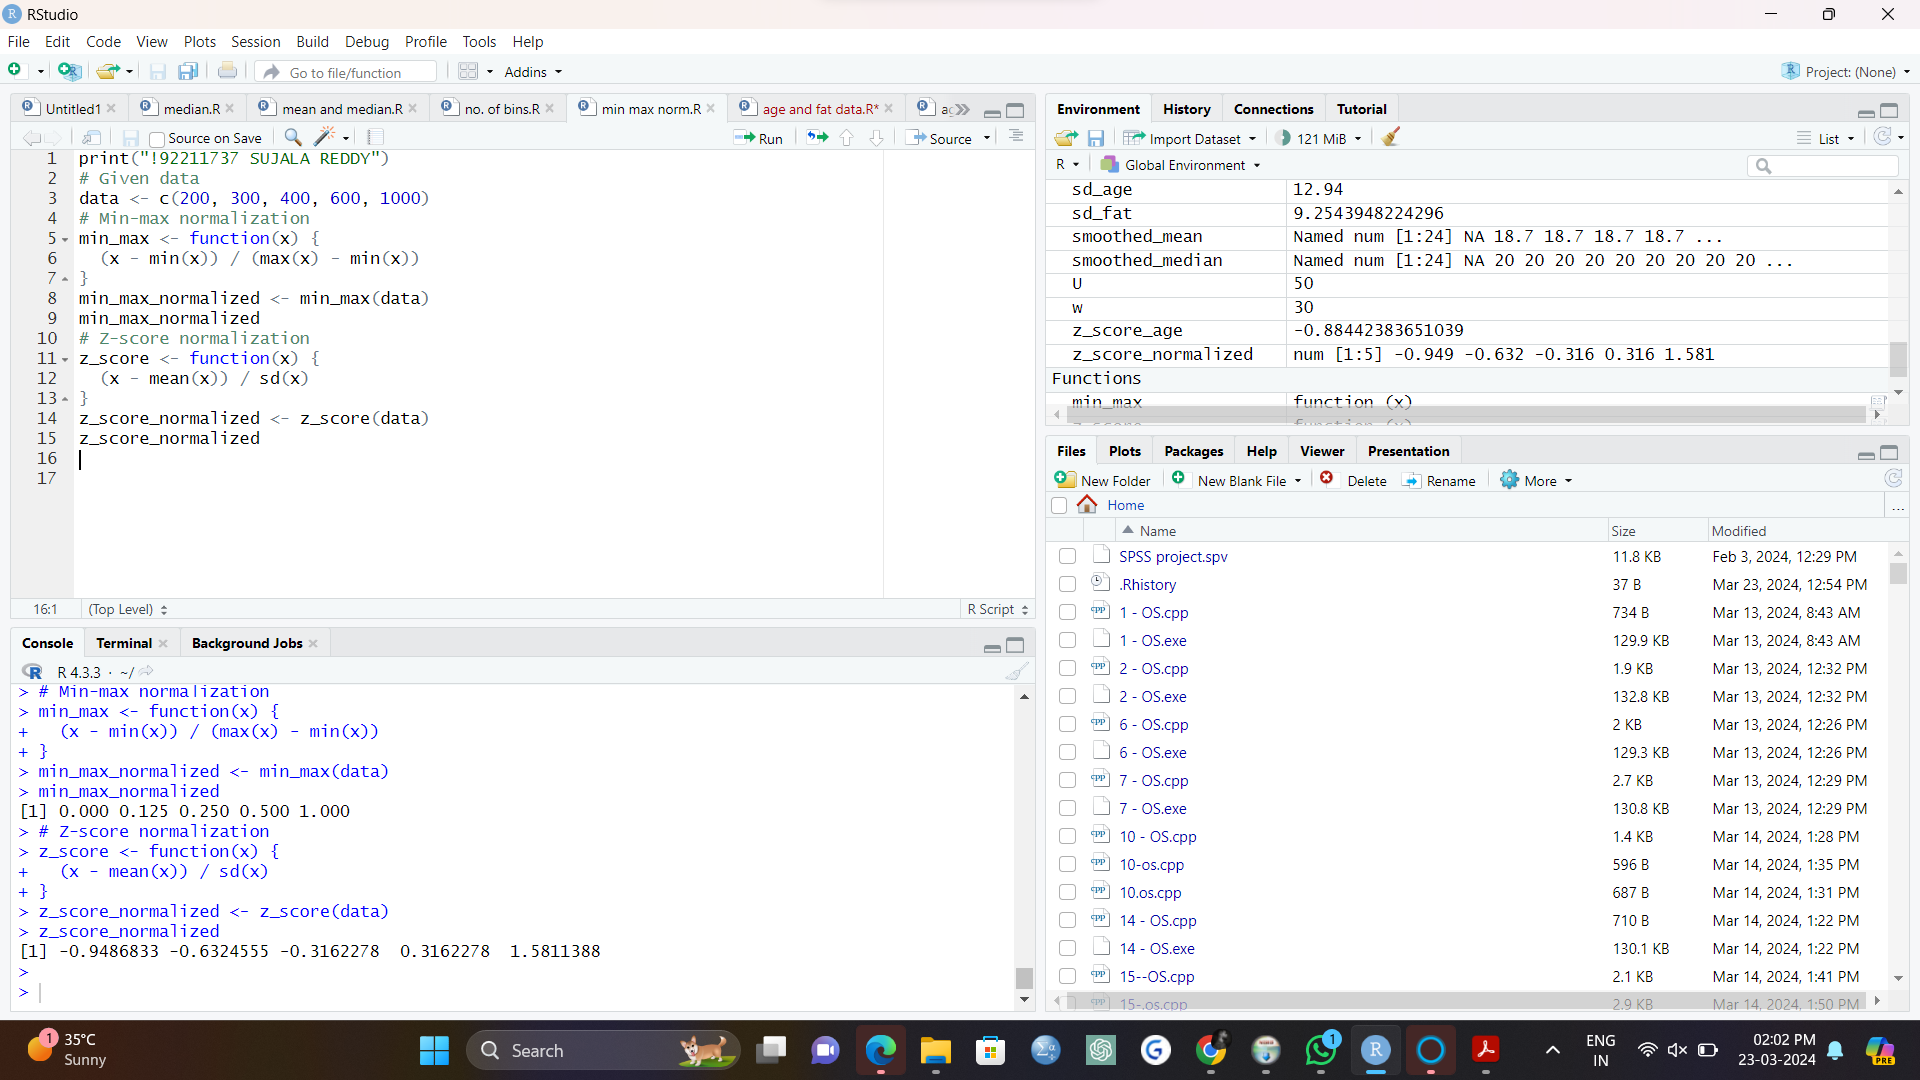 RStudio
File Edit Code View Plots Session Build Debug Profile Tools Help
Go to file/function Addins Project: (None)
Untitled1 median.R mean and median.R no. of bins.R min max norm.R age and fat data.R*
Source on Save Run Source
1 print("!92211737 SUJALA REDDY")
2 # Given data
3 data <- c(200, 300, 400, 600, 1000)
4 # Min-max normalization
5 min_max <- function(x) {
6 (x - min(x)) / (max(x) - min(x))
7 }
8 min_max_normalized <- min_max(data)
9 min_max_normalized
10 # Z-score normalization
11 z_score <- function(x) {
12 (x - mean(x)) / sd(x)
13 }
14 z_score_normalized <- z_score(data)
15 z_score_normalized
16
17
16:1 (Top Level) R Script
Console Terminal Background Jobs
R 4.3.3 · ~/
> # Min-max normalization
> min_max <- function(x) {
+ (x - min(x)) / (max(x) - min(x))
+ }
> min_max_normalized <- min_max(data)
> min_max_normalized
[1] 0.000 0.125 0.250 0.500 1.000
> # Z-score normalization
> z_score <- function(x) {
+ (x - mean(x)) / sd(x)
+ }
> z_score_normalized <- z_score(data)
> z_score_normalized
[1] -0.9486833 -0.6324555 -0.3162278 0.3162278 1.5811388
>
>
Environment History Connections Tutorial
Import Dataset 121 MiB List
R Global Environment
sd_age 12.94
sd_fat 9.2543948224296
smoothed_mean Named num [1:24] NA 18.7 18.7 18.7 18.7 ...
smoothed_median Named num [1:24] NA 20 20 20 20 20 20 20 20 20 ...
U 50
w 30
z_score_age -0.88442383651039
z_score_normalized num [1:5] -0.949 -0.632 -0.316 0.316 1.581
Functions
min_max function (x)
Files Plots Packages Help Viewer Presentation
New Folder New Blank File Delete Rename More
Home ...
Name Size Modified
SPSS project.spv 11.8 KB Feb 3, 2024, 12:29 PM
.Rhistory 37 B Mar 23, 2024, 12:54 PM
1 - OS.cpp 734 B Mar 13, 2024, 8:43 AM
1 - OS.exe 129.9 KB Mar 13, 2024, 8:43 AM
2 - OS.cpp 1.9 KB Mar 13, 2024, 12:32 PM
2 - OS.exe 132.8 KB Mar 13, 2024, 12:32 PM
6 - OS.cpp 2 KB Mar 13, 2024, 12:26 PM
6 - OS.exe 129.3 KB Mar 13, 2024, 12:26 PM
7 - OS.cpp 2.7 KB Mar 13, 2024, 12:29 PM
7 - OS.exe 130.8 KB Mar 13, 2024, 12:29 PM
10 - OS.cpp 1.4 KB Mar 14, 2024, 1:28 PM
10-os.cpp 596 B Mar 14, 2024, 1:35 PM
10.os.cpp 687 B Mar 14, 2024, 1:31 PM
14 - OS.cpp 710 B Mar 14, 2024, 1:22 PM
14 - OS.exe 130.1 KB Mar 14, 2024, 1:22 PM
15--OS.cpp 2.1 KB Mar 14, 2024, 1:41 PM
15-.os.cpp 2.9 KB Mar 14, 2024, 1:50 PM
1 35°C
Sunny
Search
1
ENG
IN
02:02 PM
23-03-2024
PRE